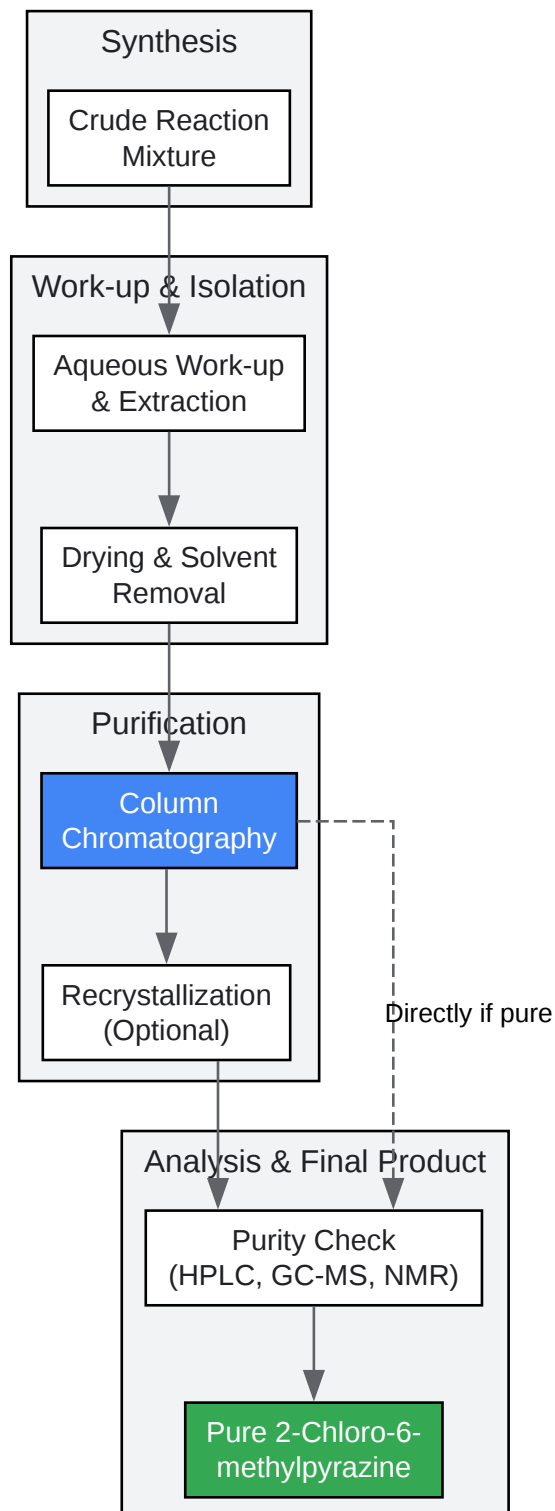 Synthesis
Crude Reaction
Mixture
Work-up & Isolation
Aqueous Work-up
& Extraction
Drying & Solvent
Removal
Purification
Column
Chromatography
Recrystallization
(Optional)
Directly if pure
Analysis & Final Product
Purity Check
(HPLC, GC-MS, NMR)
Pure 2-Chloro-6-
methylpyrazine